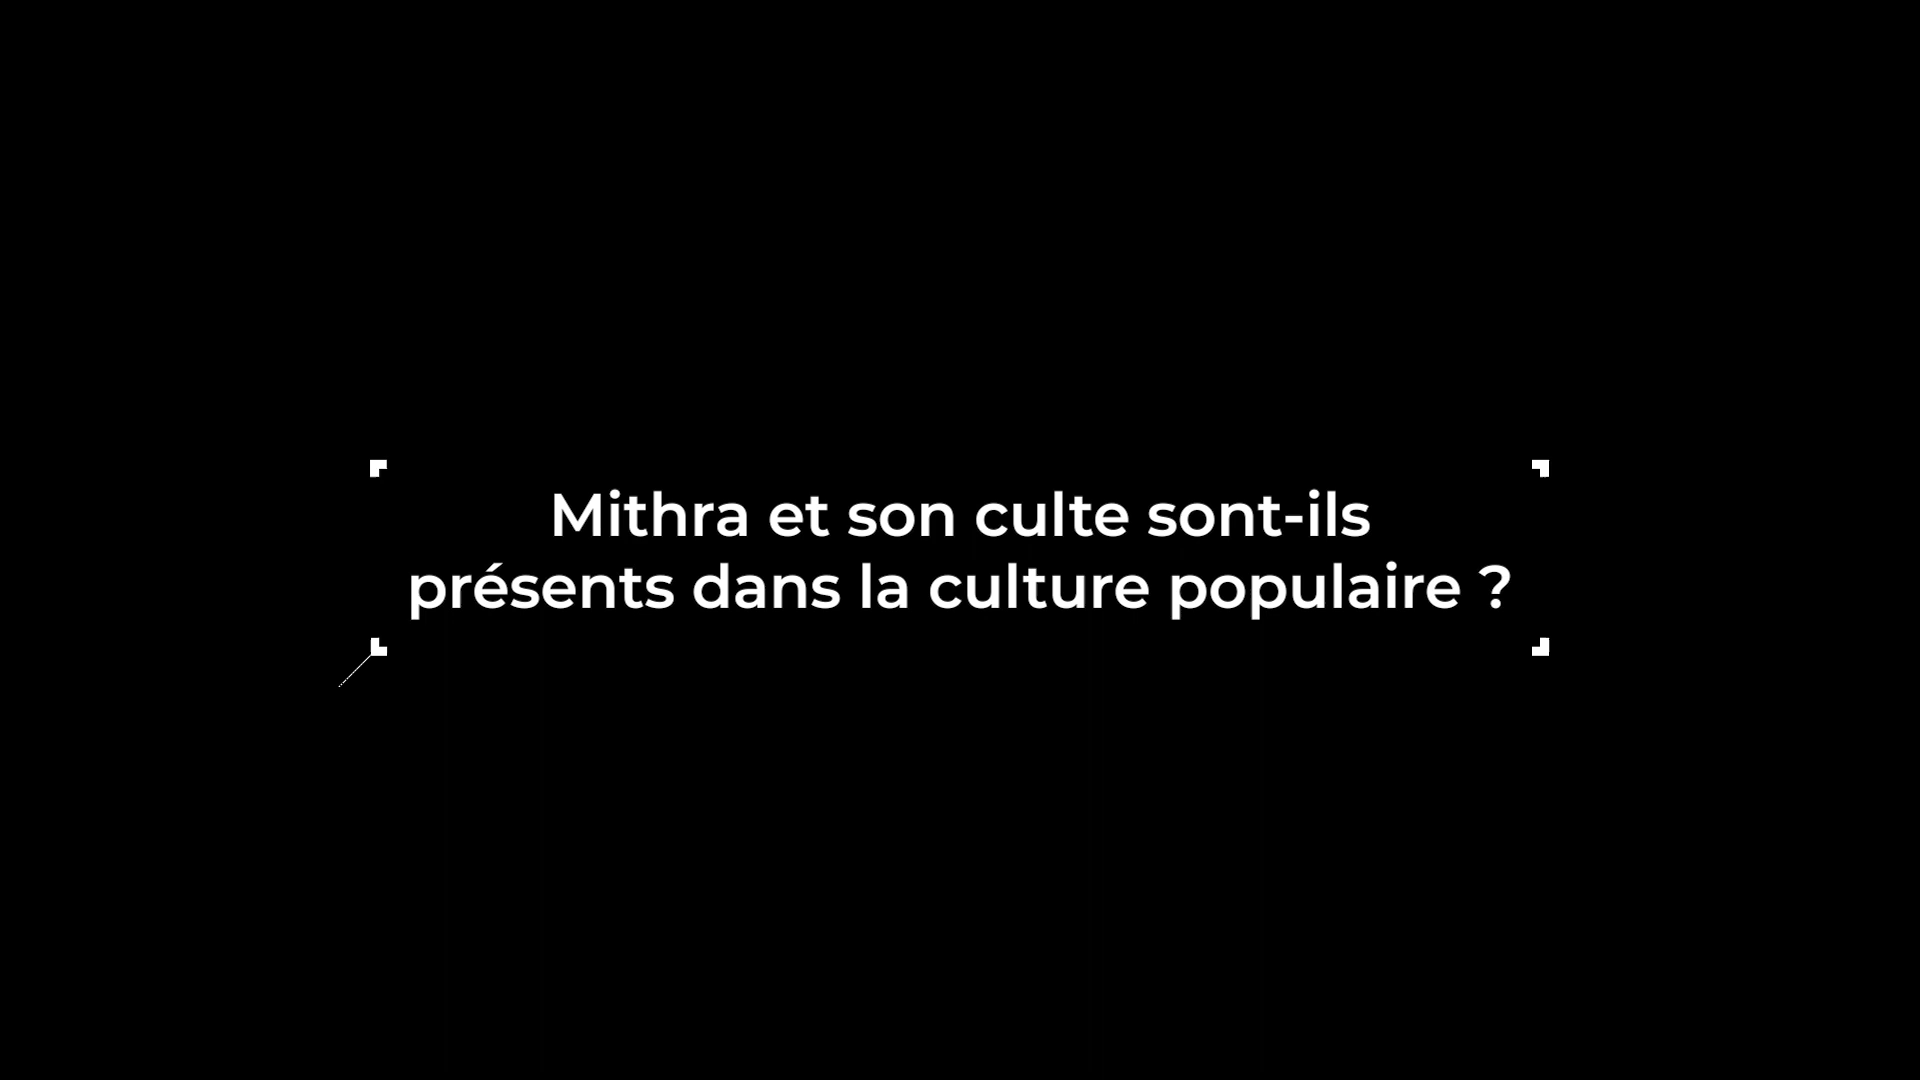 Mithra et son culte sont-ils
présents dans la culture populaire ?